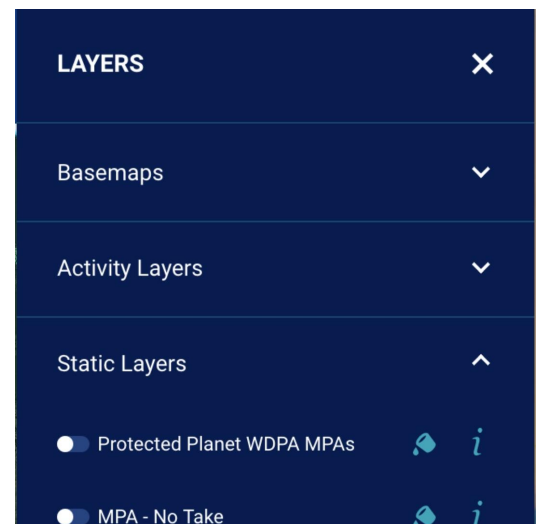 LAYERS
Basemaps
Activity Layers
Static Layers
Protected Planet WDPA MPAs
MPA - No Take